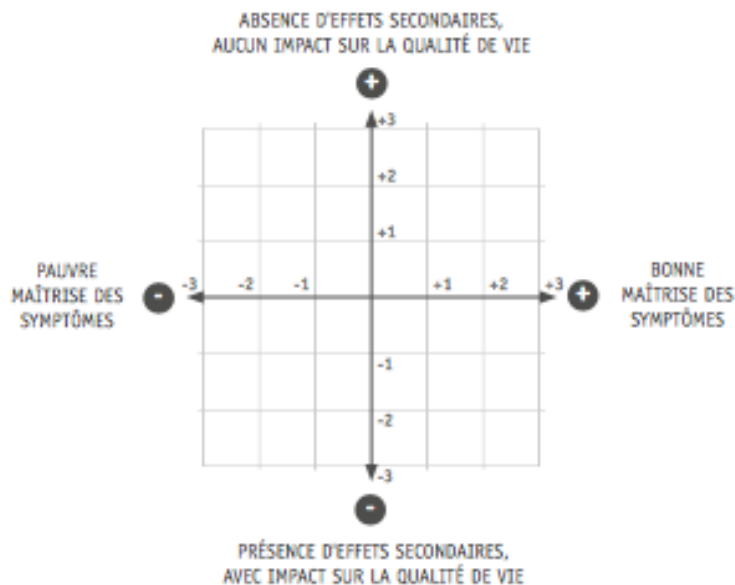 ABSENCE D'EFFETS SECONDAIRES,
AUCUN IMPACT SUR LA QUALITÉ DE VIE
+
+3
+2
+1
PAUVRE
MAÎTRISE DES
SYMPTÔMES
-
-3 -2 -1 +1 +2 +3
+
BONNE
MAÎTRISE DES
SYMPTÔMES
-1
-2
-3
-
PRÉSENCE D'EFFETS SECONDAIRES,
AVEC IMPACT SUR LA QUALITÉ DE VIE